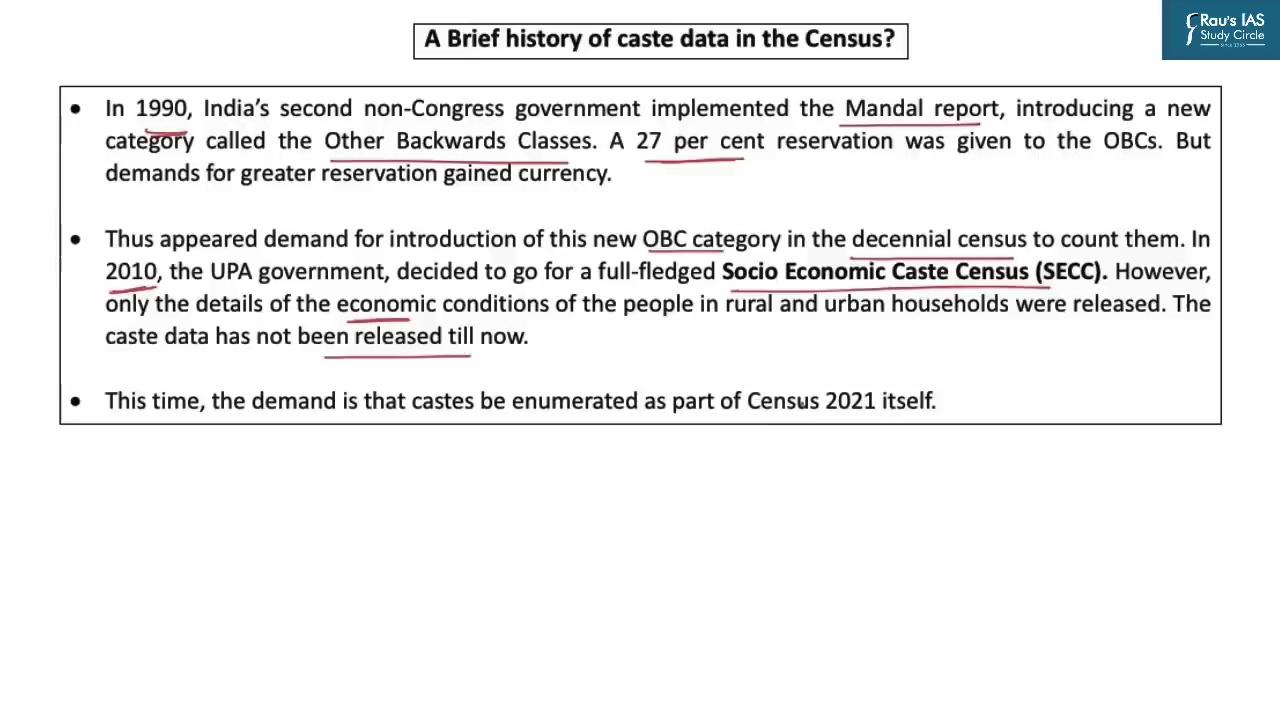 A Brief history of caste data in the Census?
Rau's IAS
Study Circle
Since 1953
• In 1990, India's second non-Congress government implemented the Mandal report, introducing a new
category called the Other Backwards Classes. A 27 per cent reservation was given to the OBCs. But
demands for greater reservation gained currency.
• Thus appeared demand for introduction of this new OBC category in the decennial census to count them. In
2010, the UPA government, decided to go for a full-fledged Socio Economic Caste Census (SECC). However,
only the details of the economic conditions of the people in rural and urban households were released. The
caste data has not been released till now.
• This time, the demand is that castes be enumerated as part of Census 2021 itself.